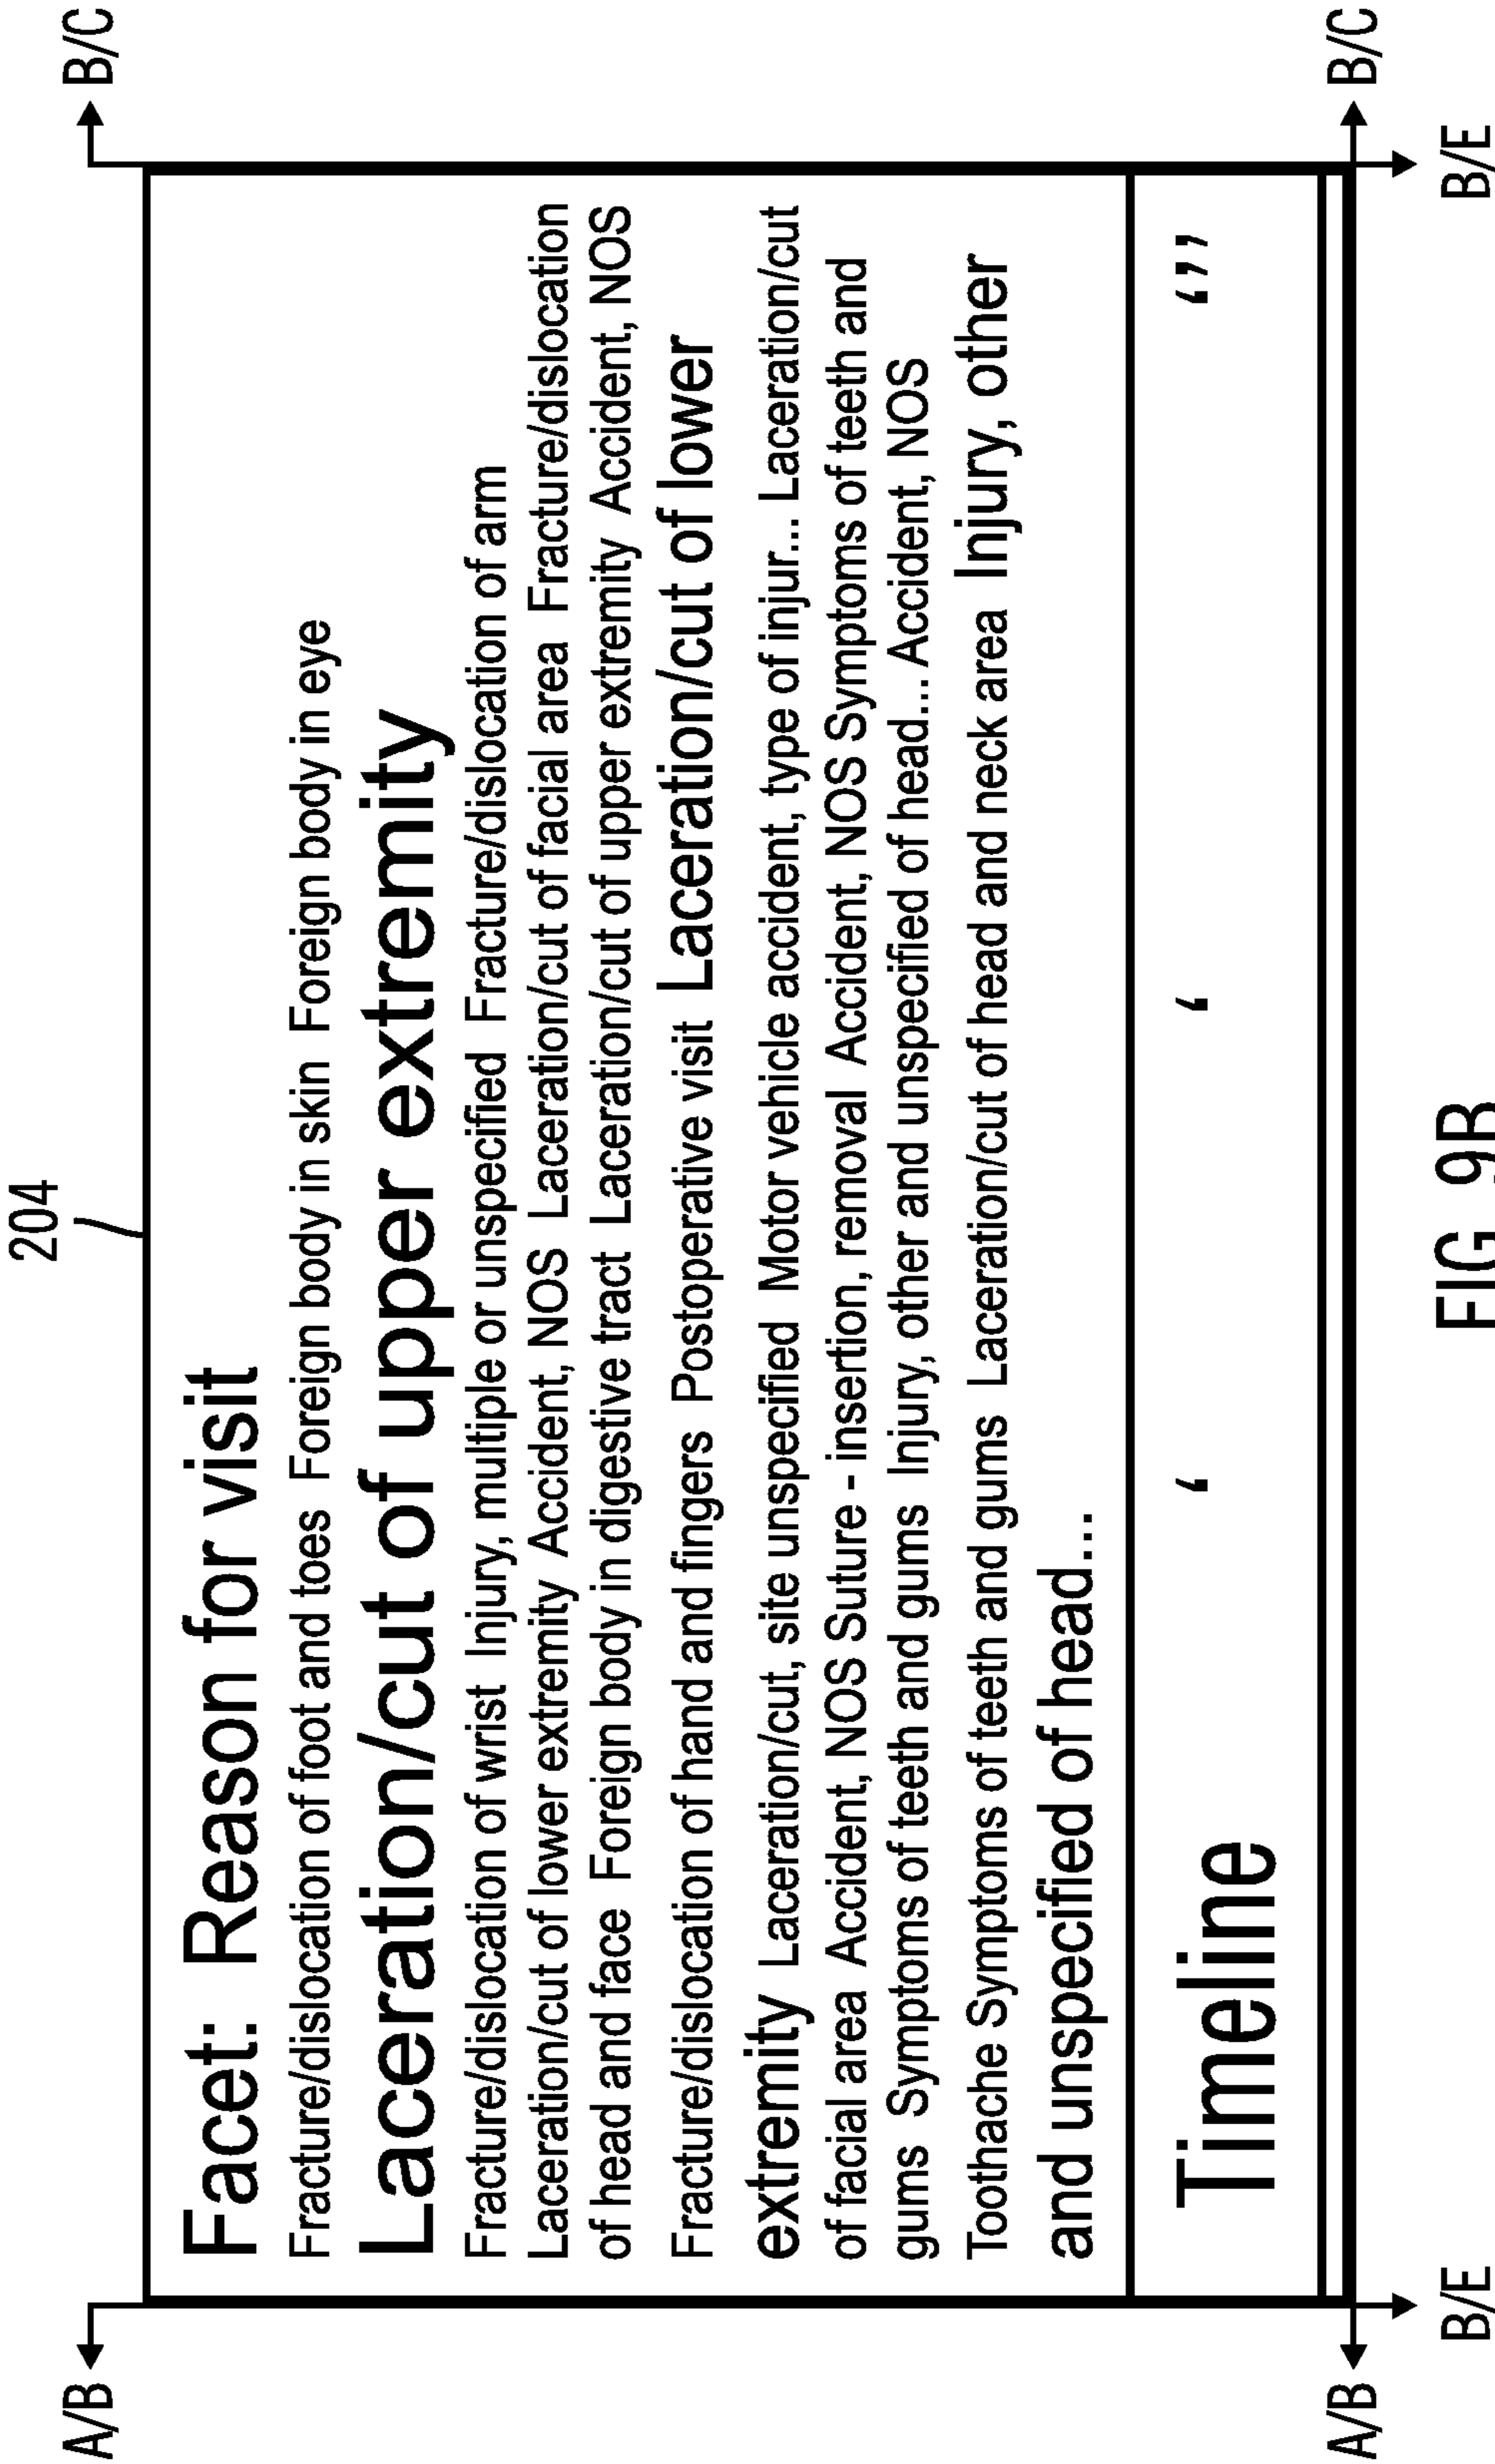 204
A/B
B/C
Facet: Reason for visit
Fracture/dislocation of foot and toes Foreign body in skin Foreign body in eye
Laceration/cut of upper extremity
Fracture/dislocation of wrist Injury, multiple or unspecified Fracture/dislocation of arm
Laceration/cut of lower extremity Accident, NOS Laceration/cut of facial area Fracture/dislocation
of head and face Foreign body in digestive tract Laceration/cut of upper extremity Accident, NOS
Fracture/dislocation of hand and fingers Postoperative visit Laceration/cut of lower
extremity Laceration/cut, site unspecified Motor vehicle accident, type of injur... Laceration/cut
of facial area Accident, NOS Suture - insertion, removal Accident, NOS Symptoms of teeth and
gums Symptoms of teeth and gums Injury, other and unspecified of head... Accident, NOS
Toothache Symptoms of teeth and gums Laceration/cut of head and neck area Injury, other
and unspecified of head...
Timeline ‘ ‘ ‘ ’ ’
A/B
B/C
B/E
B/E
FIG. 9B